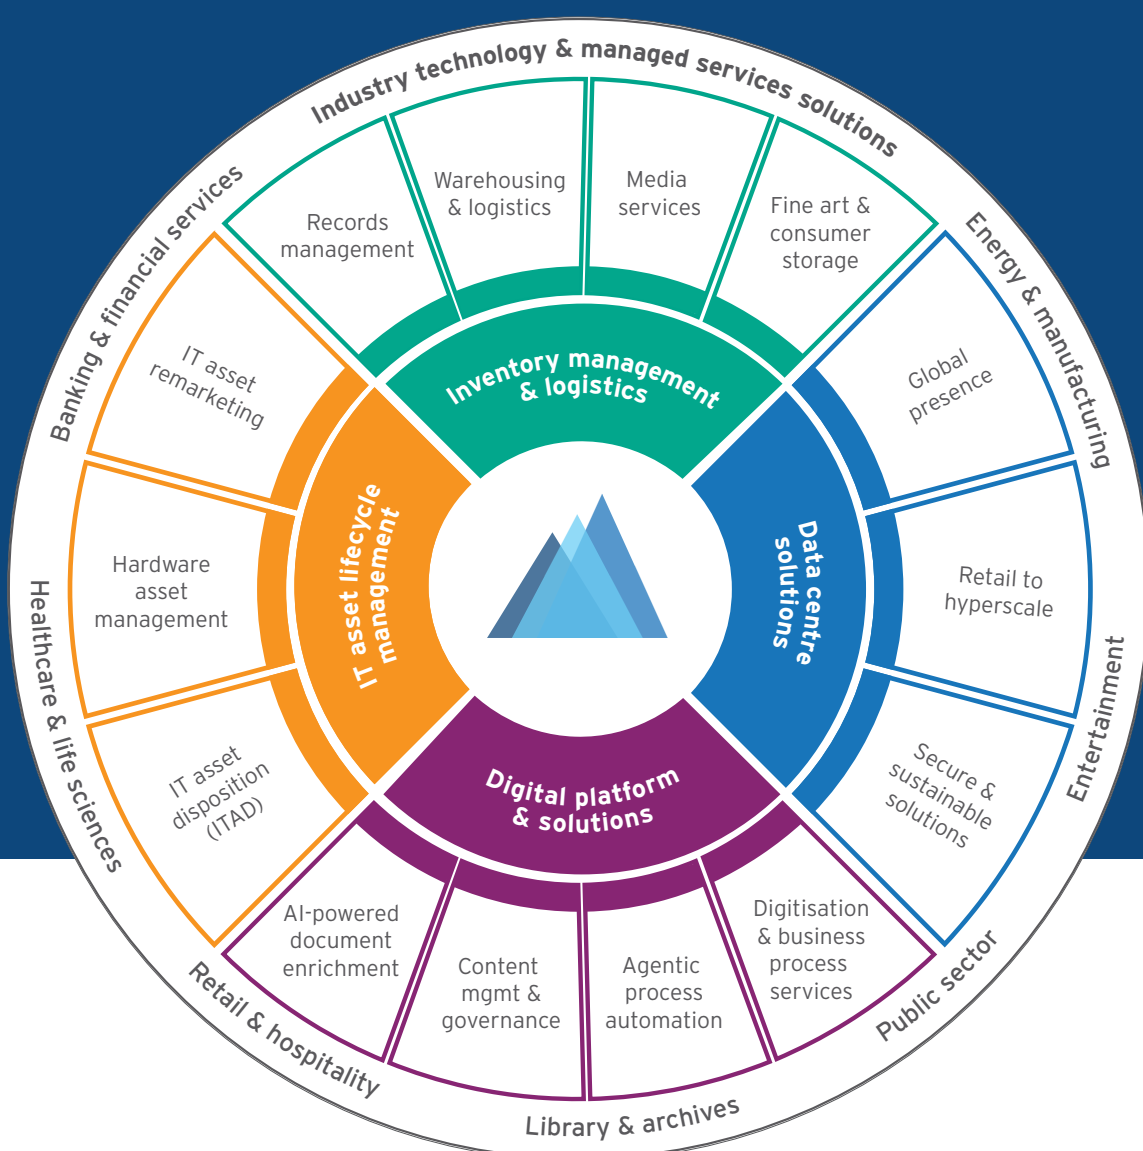 Industry technology & managed services solutions
Energy & manufacturing
Entertainment
Public sector
Library & archives
Retail & hospitality
Healthcare & life sciences
Banking & financial services
Records
management
Warehousing
& logistics
Media
services
Fine art &
consumer
storage
Inventory management
& logistics
Global
presence
Retail to
hyperscale
Secure &
sustainable
solutions
Data centre
solutions
Digitisation
& business
process
services
Agentic
process
automation
Content
mgmt &
governance
AI-powered
document
enrichment
Digital platform
& solutions
IT asset
disposition
(ITAD)
Hardware
asset
management
IT asset
remarketing
IT asset lifecycle
management